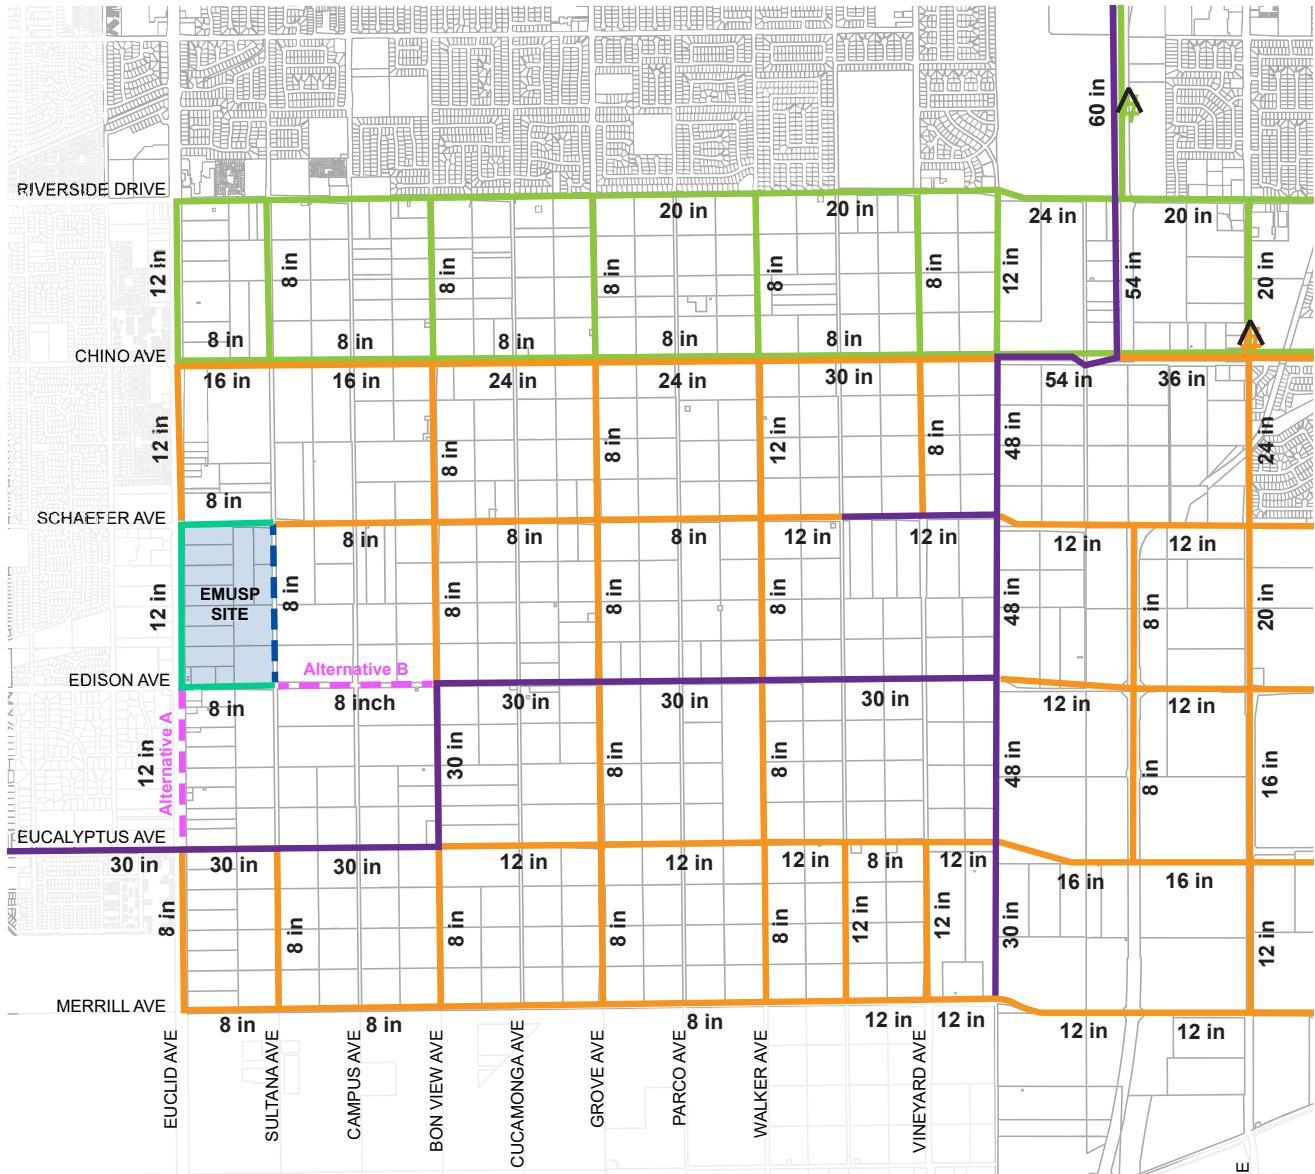 60 in
RIVERSIDE DRIVE
20 in
20 in
24 in
20 in
12 in
8 in
8 in
8 in
8 in
8 in
12 in
54 in
20 in
8 in
8 in
8 in
8 in
8 in
CHINO AVE
16 in
16 in
24 in
24 in
30 in
54 in
36 in
12 in
8 in
8 in
12 in
8 in
48 in
24 in
8 in
SCHAEFER AVE
8 in
8 in
8 in
12 in
12 in
12 in
12 in
12 in
EMUSP
SITE
8 in
8 in
8 in
8 in
48 in
8 in
20 in
Alternative B
EDISON AVE
8 in
8 inch
30 in
30 in
30 in
12 in
12 in
12 in
Alternative A
30 in
8 in
8 in
48 in
8 in
16 in
EUCALYPTUS AVE
30 in
30 in
30 in
12 in
12 in
12 in
8 in
12 in
16 in
16 in
8 in
8 in
8 in
8 in
8 in
12 in
12 in
30 in
12 in
MERRILL AVE
8 in
8 in
8 in
12 in
12 in
12 in
12 in
EUCLID AVE
SULTANA AVE
CAMPUS AVE
BON VIEW AVE
CUCAMONGA AVE
GROVE AVE
PARCO AVE
WALKER AVE
VINEYARD AVE
E